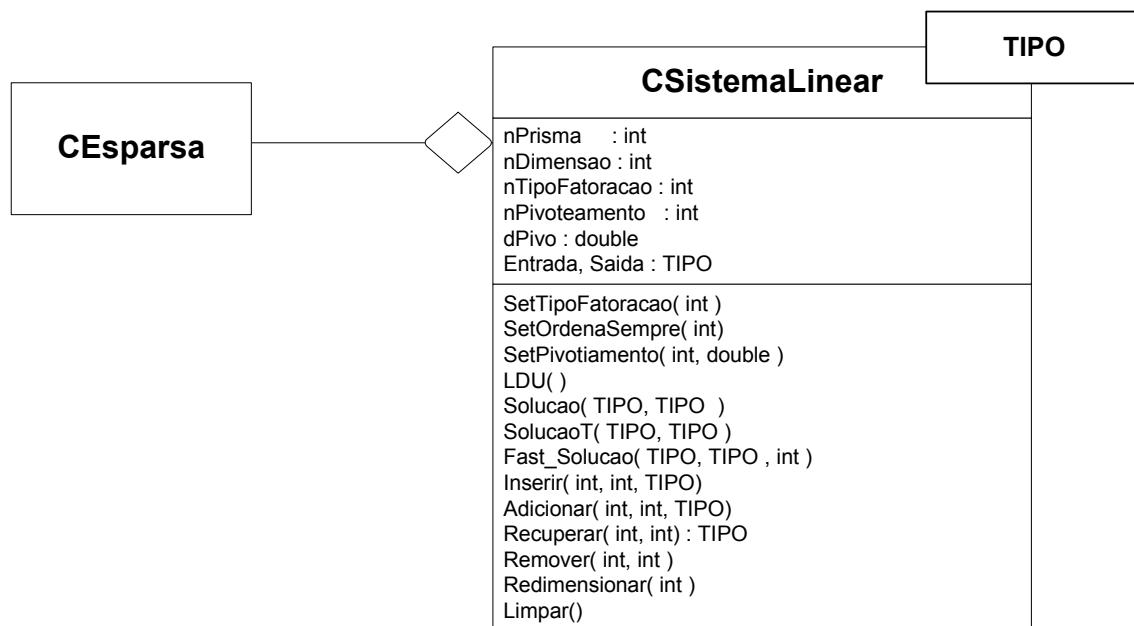 TIPO
CSistemaLinear
CEsparsa
nPrisma : int
nDimensao : int
nTipoFatoracao : int
nPivoteamento : int
dPivo : double
Entrada, Saida : TIPO
SetTipoFatoracao( int )
SetOrdenaSempre( int)
SetPivotiamento( int, double )
LDU( )
Solucao( TIPO, TIPO )
SolucaoT( TIPO, TIPO )
Fast_Solucao( TIPO, TIPO , int )
Inserir( int, int, TIPO)
Adicionar( int, int, TIPO)
Recuperar( int, int) : TIPO
Remover( int, int )
Redimensionar( int )
Limpar()